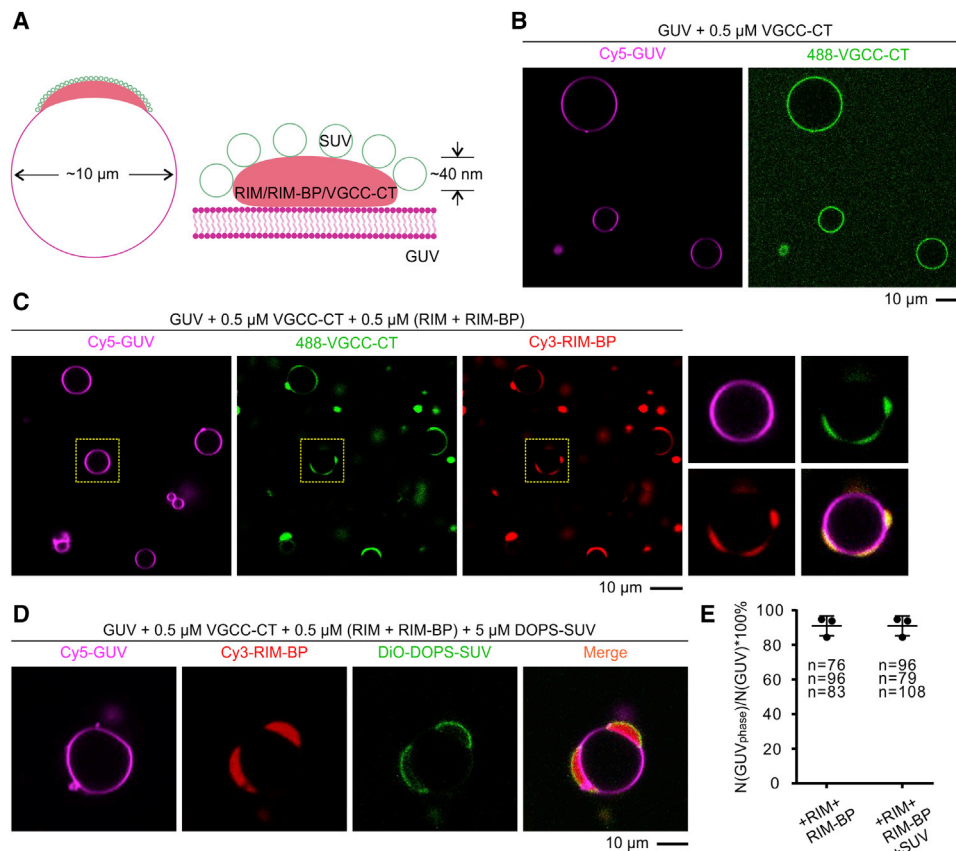 A
~10 μm
SUV
~40 nm
RIM/RIM-BP/VGCC-CT
GUV
B
GUV + 0.5 μM VGCC-CT
Cy5-GUV
488-VGCC-CT
10 μm
C
GUV + 0.5 μM VGCC-CT + 0.5 μM (RIM + RIM-BP)
Cy5-GUV
488-VGCC-CT
Cy3-RIM-BP
10 μm
D
GUV + 0.5 μM VGCC-CT + 0.5 μM (RIM + RIM-BP) + 5 μM DOPS-SUV
Cy5-GUV
Cy3-RIM-BP
DiO-DOPS-SUV
Merge
10 μm
E
N(GUVphase)/N(GUV)*100%
100
80
60
40
20
0
n=76
n=96
n=83
n=96
n=79
n=108
+RIM+
RIM-BP
+RIM+
RIM-BP
+SUV